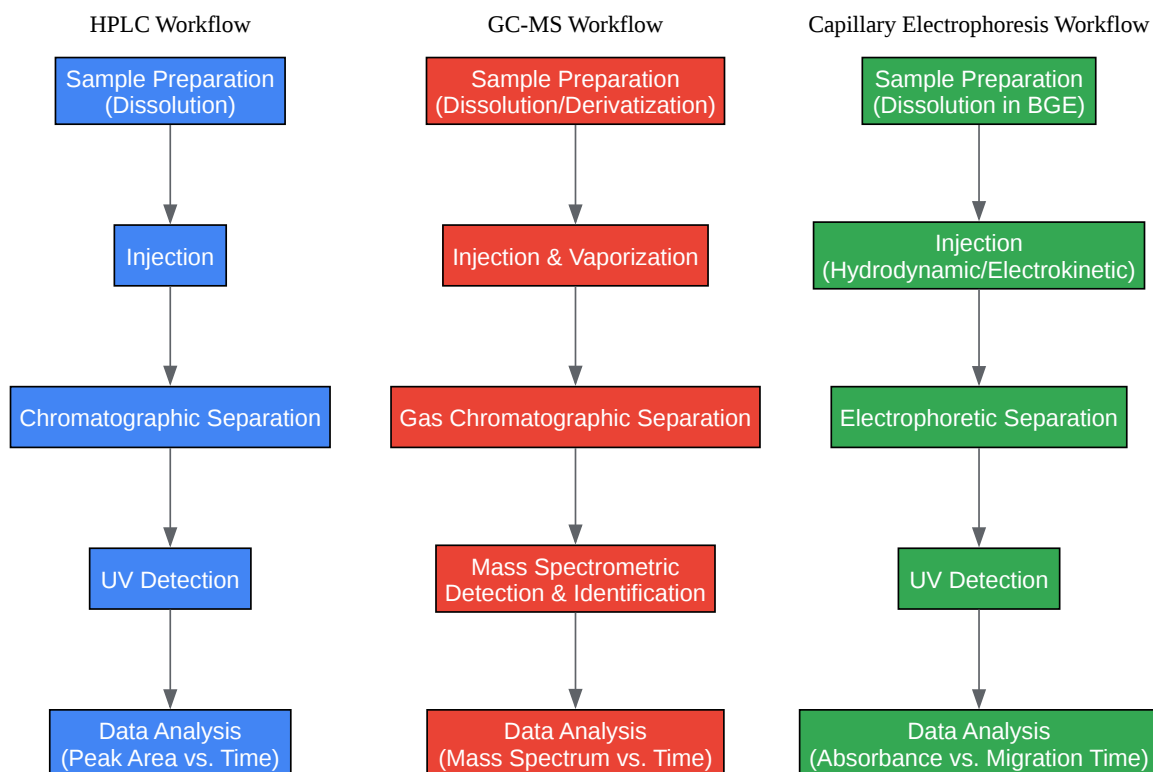 HPLC Workflow
Sample Preparation
(Dissolution)
Injection
Chromatographic Separation
UV Detection
Data Analysis
(Peak Area vs. Time)
GC-MS Workflow
Sample Preparation
(Dissolution/Derivatization)
Injection & Vaporization
Gas Chromatographic Separation
Mass Spectrometric
Detection & Identification
Data Analysis
(Mass Spectrum vs. Time)
Capillary Electrophoresis Workflow
Sample Preparation
(Dissolution in BGE)
Injection
(Hydrodynamic/Electrokinetic)
Electrophoretic Separation
UV Detection
Data Analysis
(Absorbance vs. Migration Time)